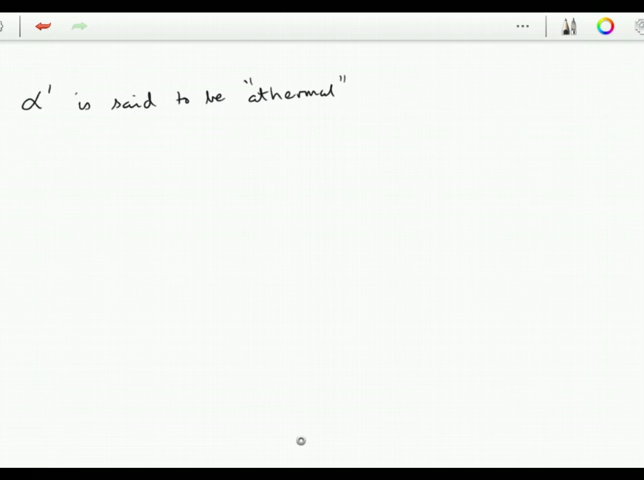 α' is said to be "athermal"